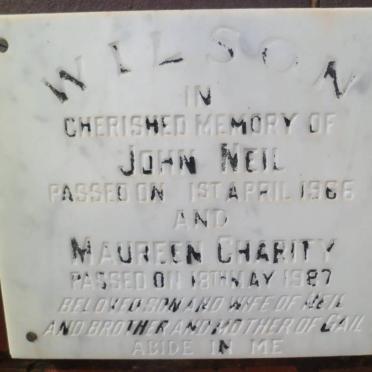 WILSON
IN
CHERISHED MEMORY OF
JOHN NEIL
PASSED ON 1ST APRIL 1966
AND
MAUREEN CHARITY
PASSED ON 18TH MAY 1987
BELOVED SON AND WIFE OF NEIL
AND BROTHER AND MOTHER OF GAIL
ABIDE IN ME